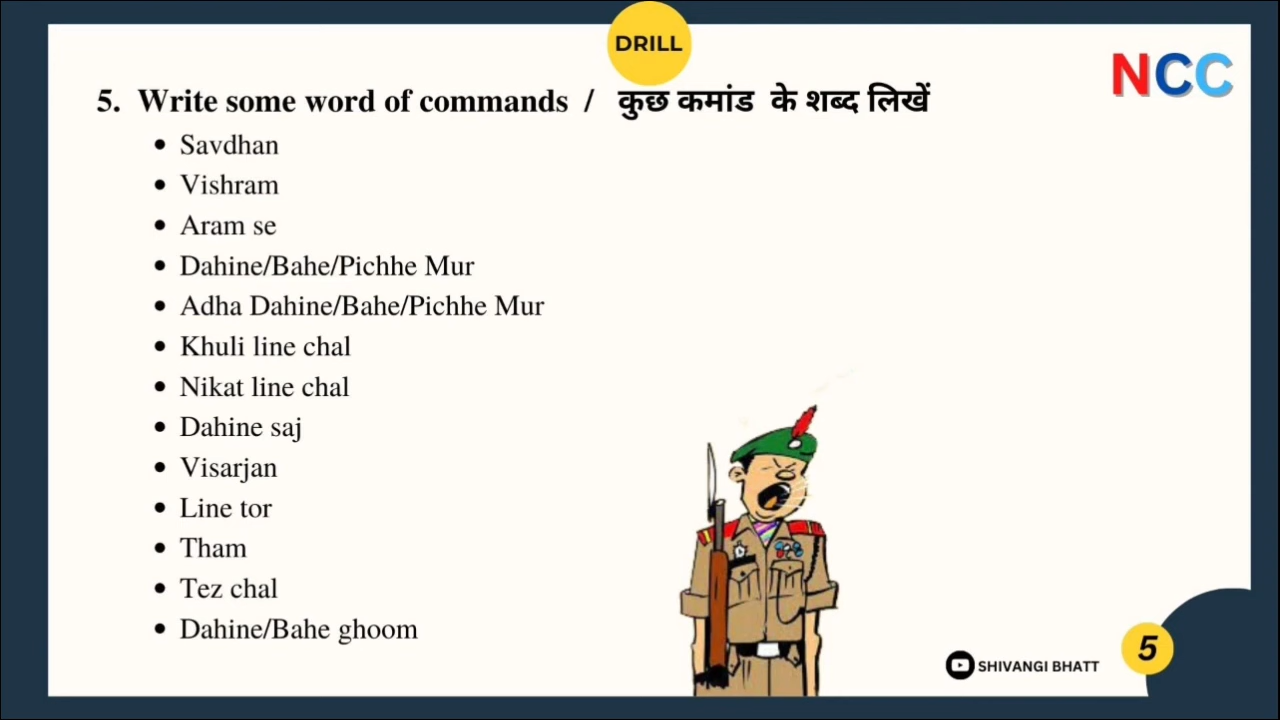 DRILL
NCC
5. Write some word of commands / कुछ कमांड के शब्द लिखें
• Savdhan
• Vishram
• Aram se
• Dahine/Bahe/Pichhe Mur
• Adha Dahine/Bahe/Pichhe Mur
• Khuli line chal
• Nikat line chal
• Dahine saj
• Visarjan
• Line tor
• Tham
• Tez chal
• Dahine/Bahe ghoom
SHIVANGI BHATT
5